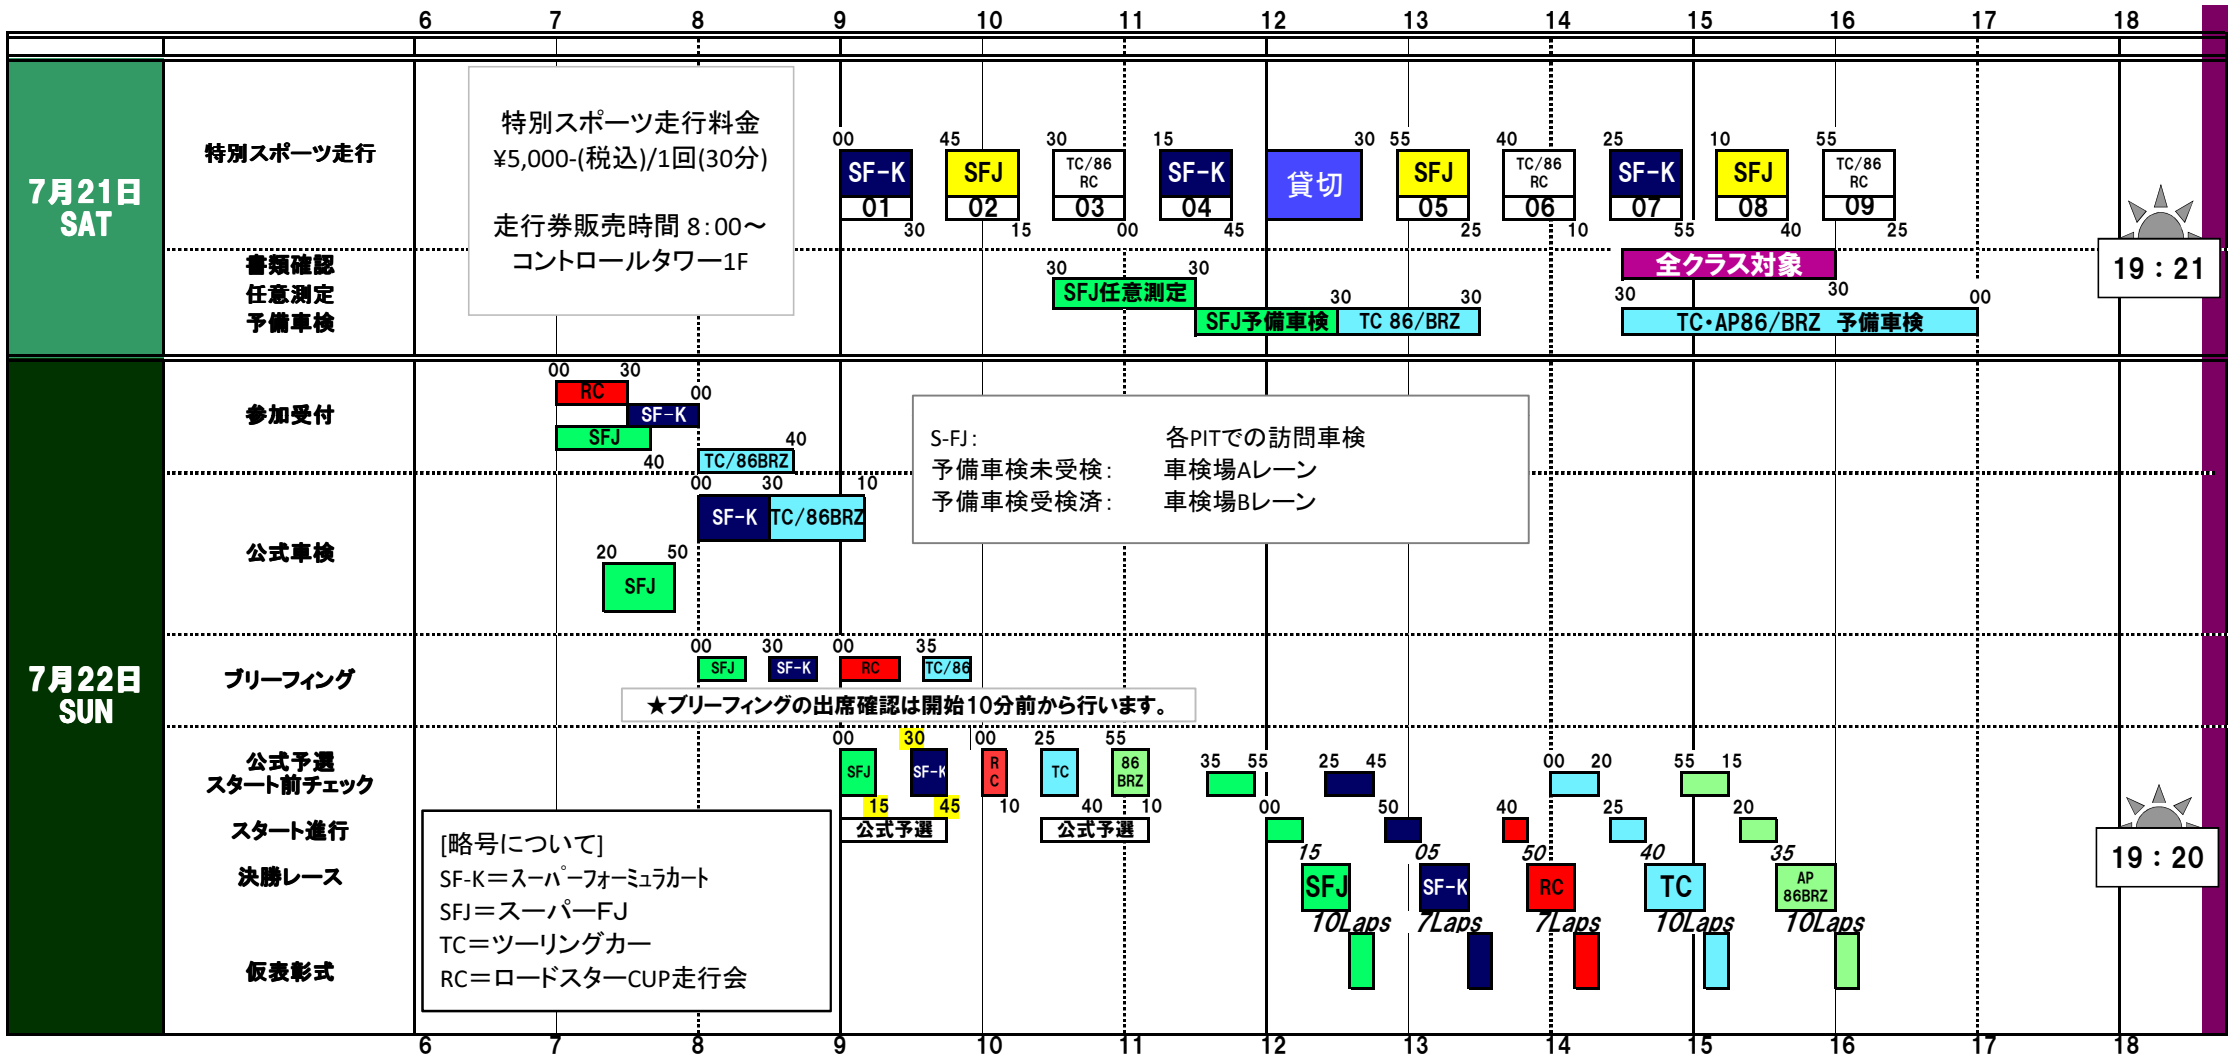 6 7 8 9 10 11 12 13 14 15 16 17 18
7月21日
SAT
特別スポーツ走行
特別スポーツ走行料金
¥5,000-(税込)/1回(30分)
走行券販売時間 8:00～
コントロールタワー1F
00 45 30 15 30 55 40 25 10 55
SF-K SFJ TC/86 RC SF-K 貸切 SFJ TC/86 RC SF-K SFJ TC/86 RC
01 02 03 04 05 06 07 08 09
30 15 00 45 25 10 55 40 25
書類確認
全クラス対象
30 30
任意測定
SFJ任意測定
30 30 30 30 00
予備車検
SFJ予備車検 TC 86/BRZ TC・AP86/BRZ 予備車検
19：21
7月22日
SUN
参加受付
00 30
RC
00
SF-K
SFJ
40 40
TC/86BRZ
S-FJ： 各PITでの訪問車検
予備車検未受検： 車検場Aレーン
予備車検受検済： 車検場Bレーン
公式車検
00 30 10
SF-K TC/86BRZ
20 50
SFJ
ブリーフィング
00 30 00 35
SFJ SF-K RC TC/86
★ブリーフィングの出席確認は開始10分前から行います。
公式予選
00 30 00 25 55
SFJ SF-K RC TC 86 BRZ
15 45 10 40 10
公式予選 公式予選
スタート前チェック
35 55 25 45 00 20 55 15
スタート進行
00 50 40 25 20
決勝レース
15 05 50 40 35
SFJ SF-K RC TC AP 86BRZ
10Laps 7Laps 7Laps 10Laps 10Laps
仮表彰式
[略号について]
SF-K＝スーパーフォーミュラカート
SFJ＝スーパーＦＪ
TC＝ツーリングカー
RC＝ロードスターCUP走行会
19：20
6 7 8 9 10 11 12 13 14 15 16 17 18